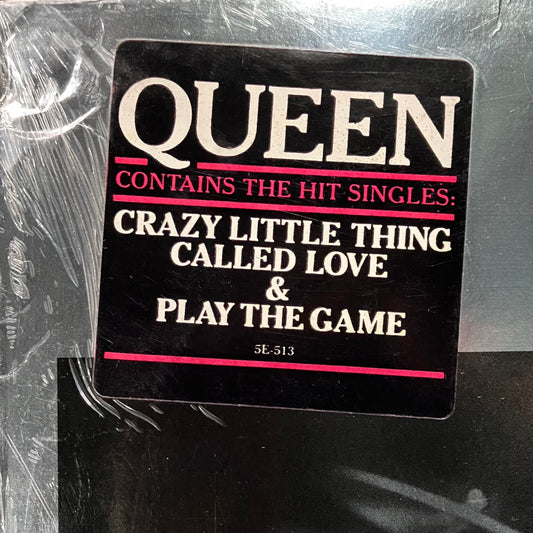 QUEEN
CONTAINS THE HIT SINGLES:
CRAZY LITTLE THING
CALLED LOVE
&
PLAY THE GAME
5E-513